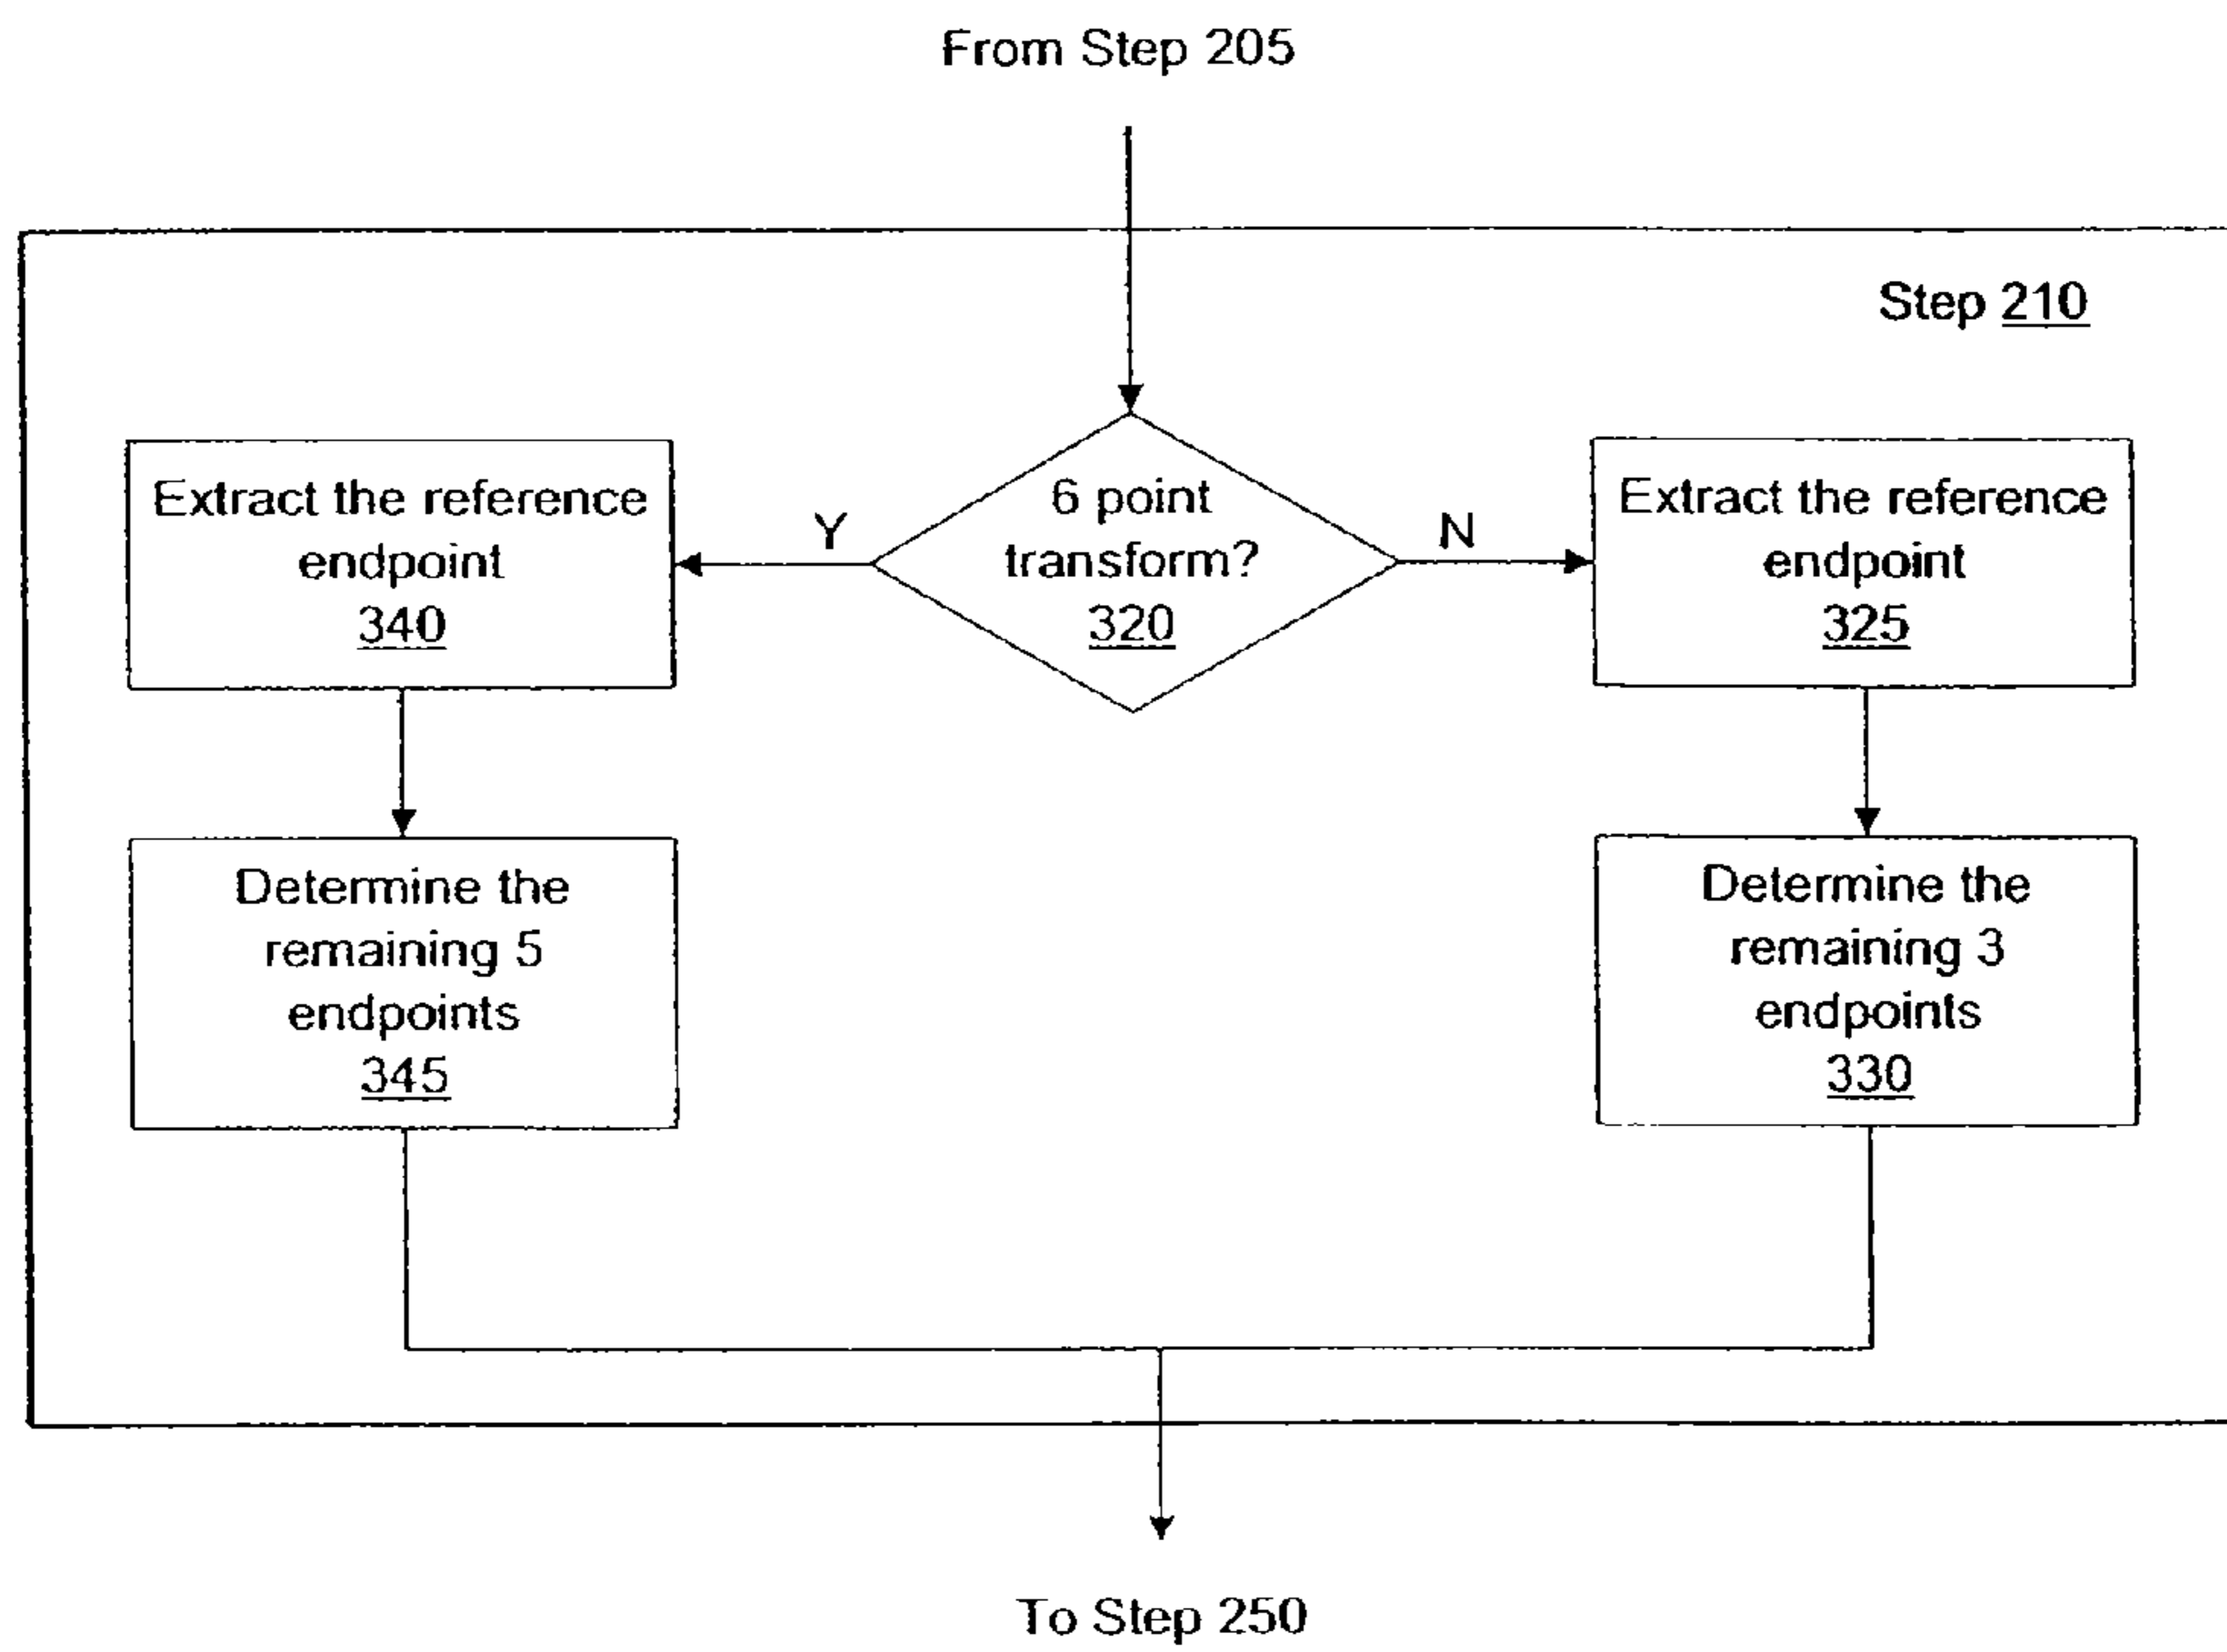 From Step 205
Step 210
6 point
transform?
320
Y
N
Extract the reference
endpoint
340
Extract the reference
endpoint
325
Determine the
remaining 5
endpoints
345
Determine the
remaining 3
endpoints
330
To Step 250